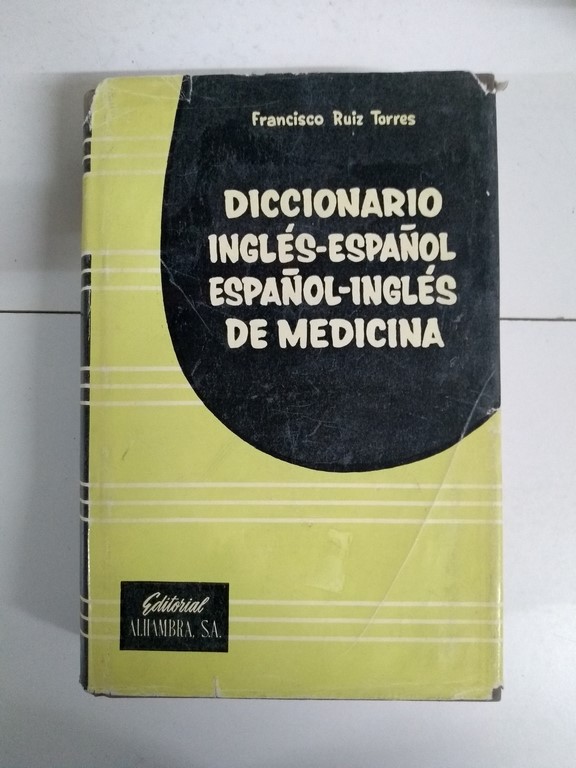 Francisco Ruiz Torres
DICCIONARIO
INGLÉS-ESPAÑOL
ESPAÑOL-INGLÉS
DE MEDICINA
Editorial
ALHAMBRA, S.A.